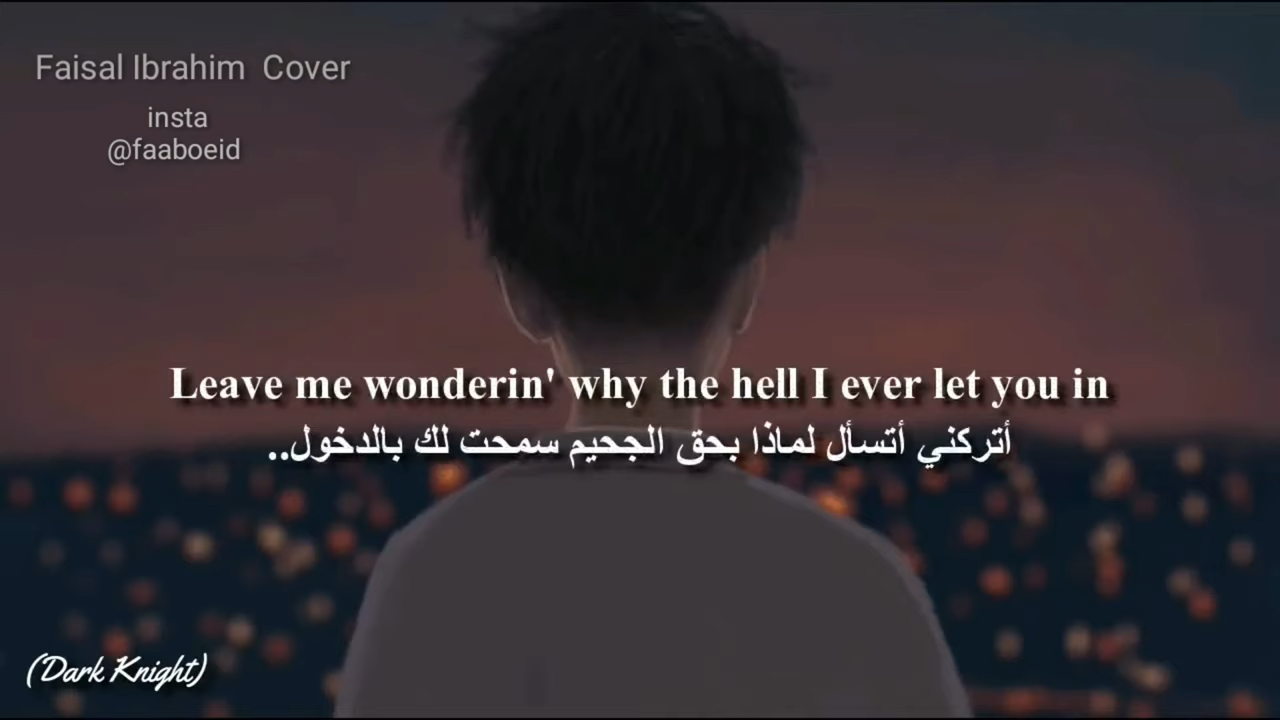 Faisal Ibrahim Cover
insta
@faaboeid
Leave me wonderin' why the hell I ever let you in
أتركني أتسأل لماذا بحق الجحيم سمحت لك بالدخول..
(Dark Knight)